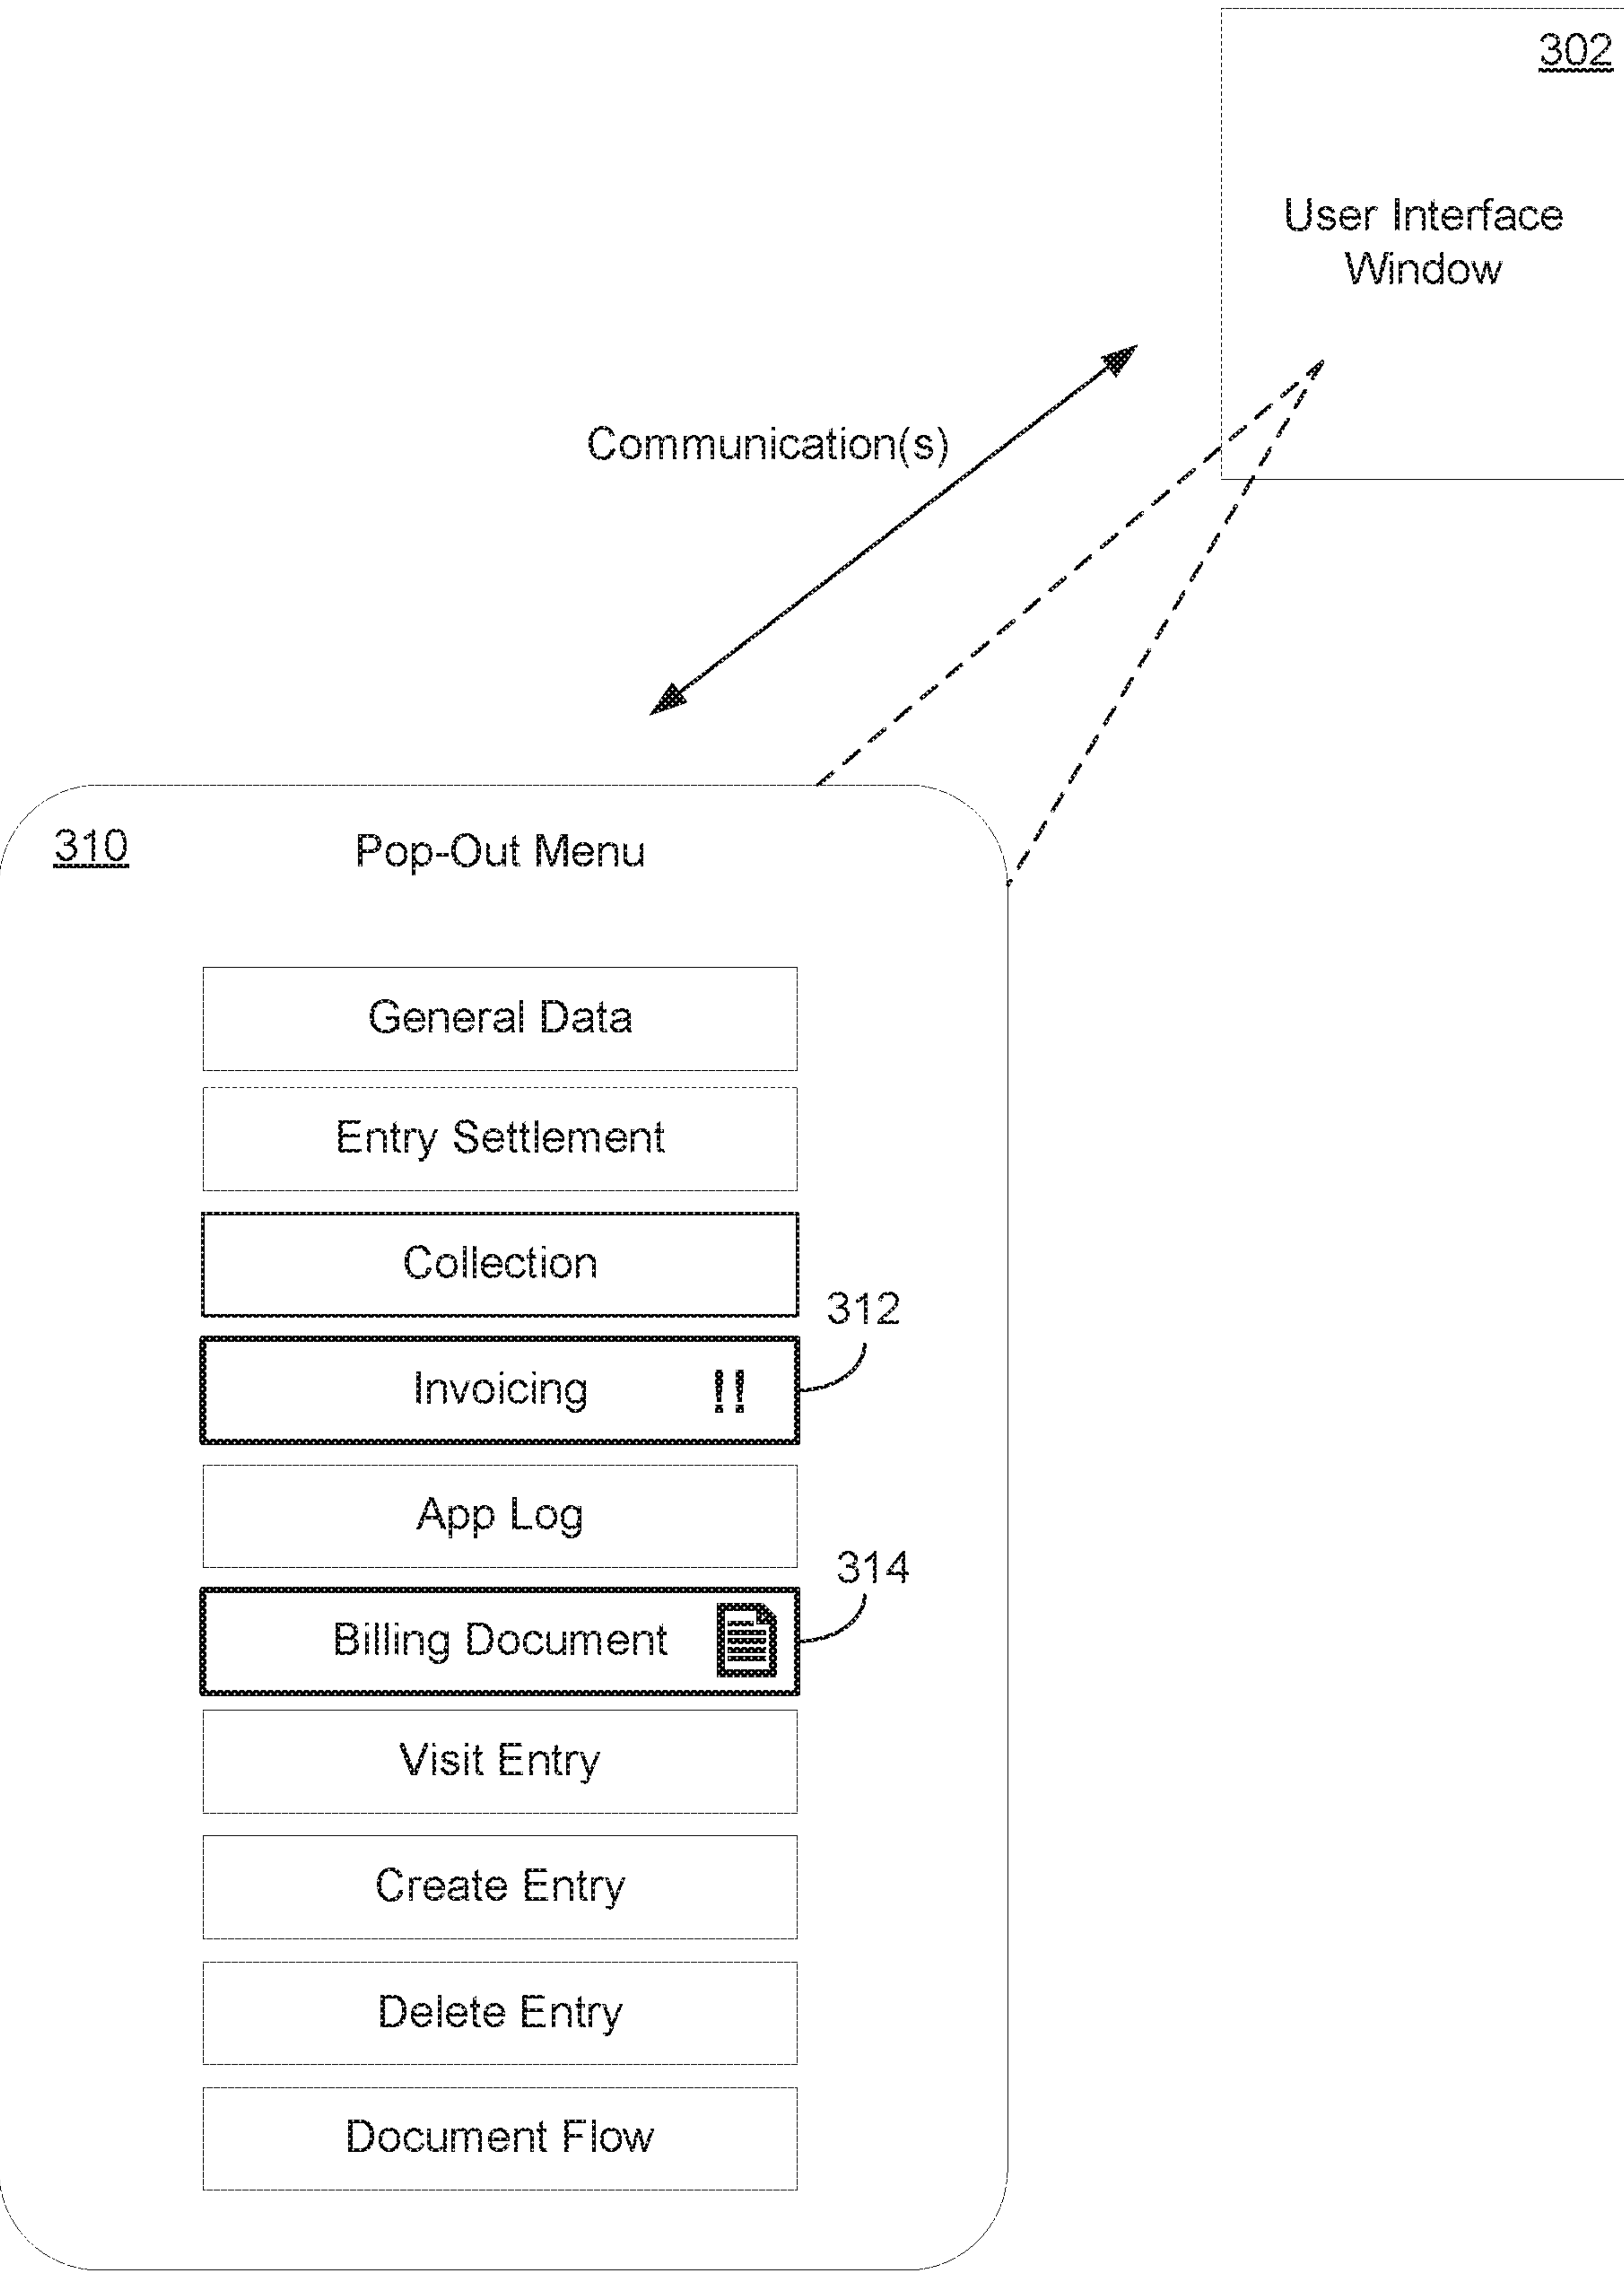 302
User Interface
Window
Communication(s)
310
Pop-Out Menu
General Data
Entry Settlement
Collection
312
Invoicing !!
App Log
314
Billing Document
Visit Entry
Create Entry
Delete Entry
Document Flow